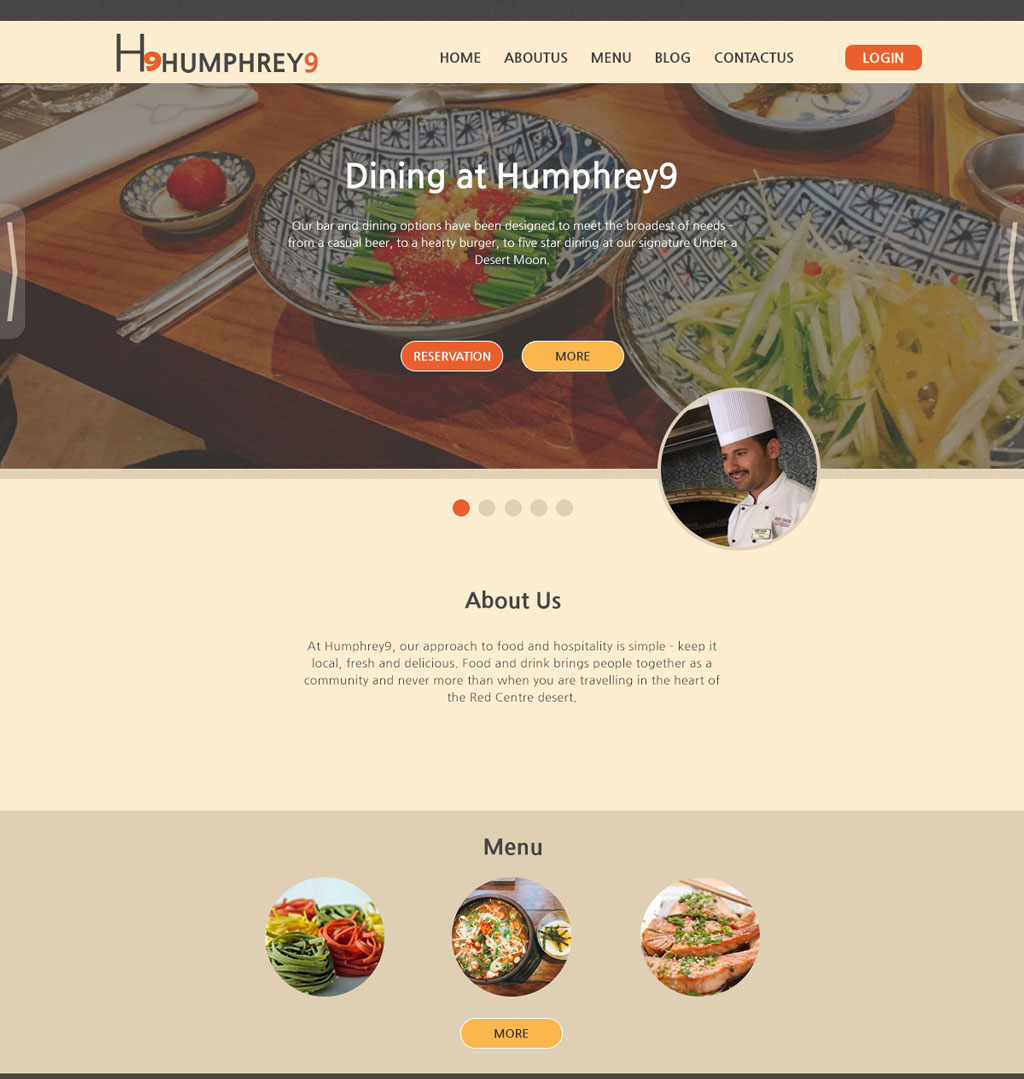 H9HUMPHREY9
HOME ABOUTUS MENU BLOG CONTACTUS LOGIN
Dining at Humphrey9
Our bar and dining options have been designed to meet the broadest of needs -
from a casual beer, to a hearty burger, to five star dining at our signature Under a
Desert Moon.
RESERVATION MORE
About Us
At Humphrey9, our approach to food and hospitality is simple - keep it
local, fresh and delicious. Food and drink brings people together as a
community and never more than when you are travelling in the heart of
the Red Centre desert.
Menu
MORE